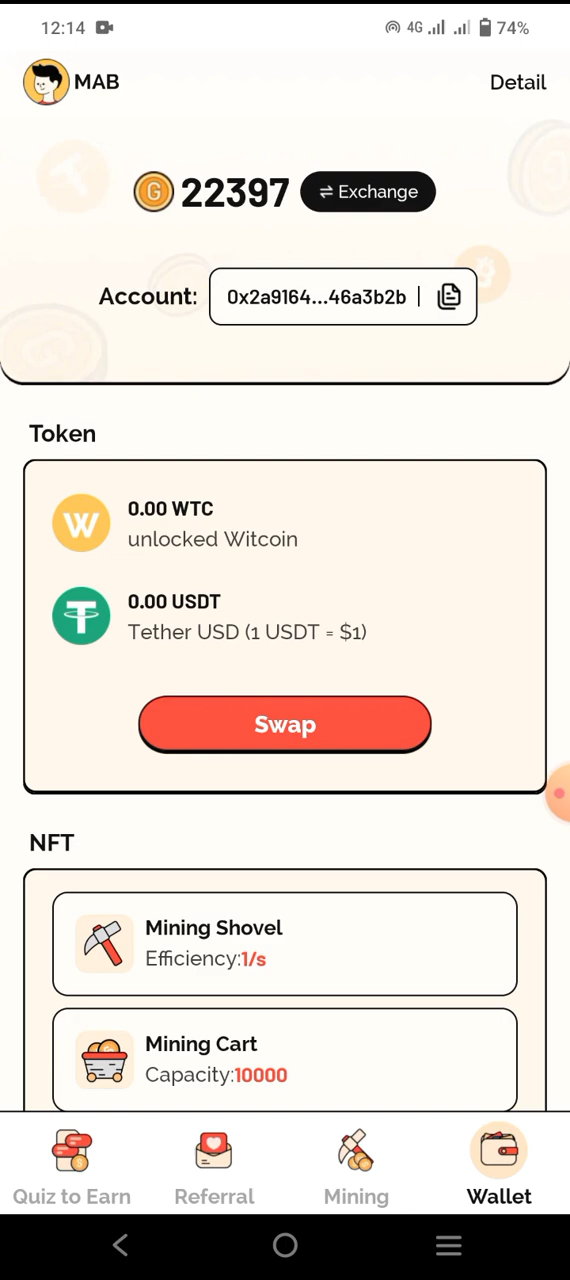 12:14 4G 74%
MAB Detail
22397 ⇌ Exchange
Account: 0x2a9164...46a3b2b
Token
0.00 WTC
unlocked Witcoin
0.00 USDT
Tether USD (1 USDT = $1)
Swap
NFT
Mining Shovel
Efficiency:1/s
Mining Cart
Capacity:10000
Quiz to Earn Referral Mining Wallet